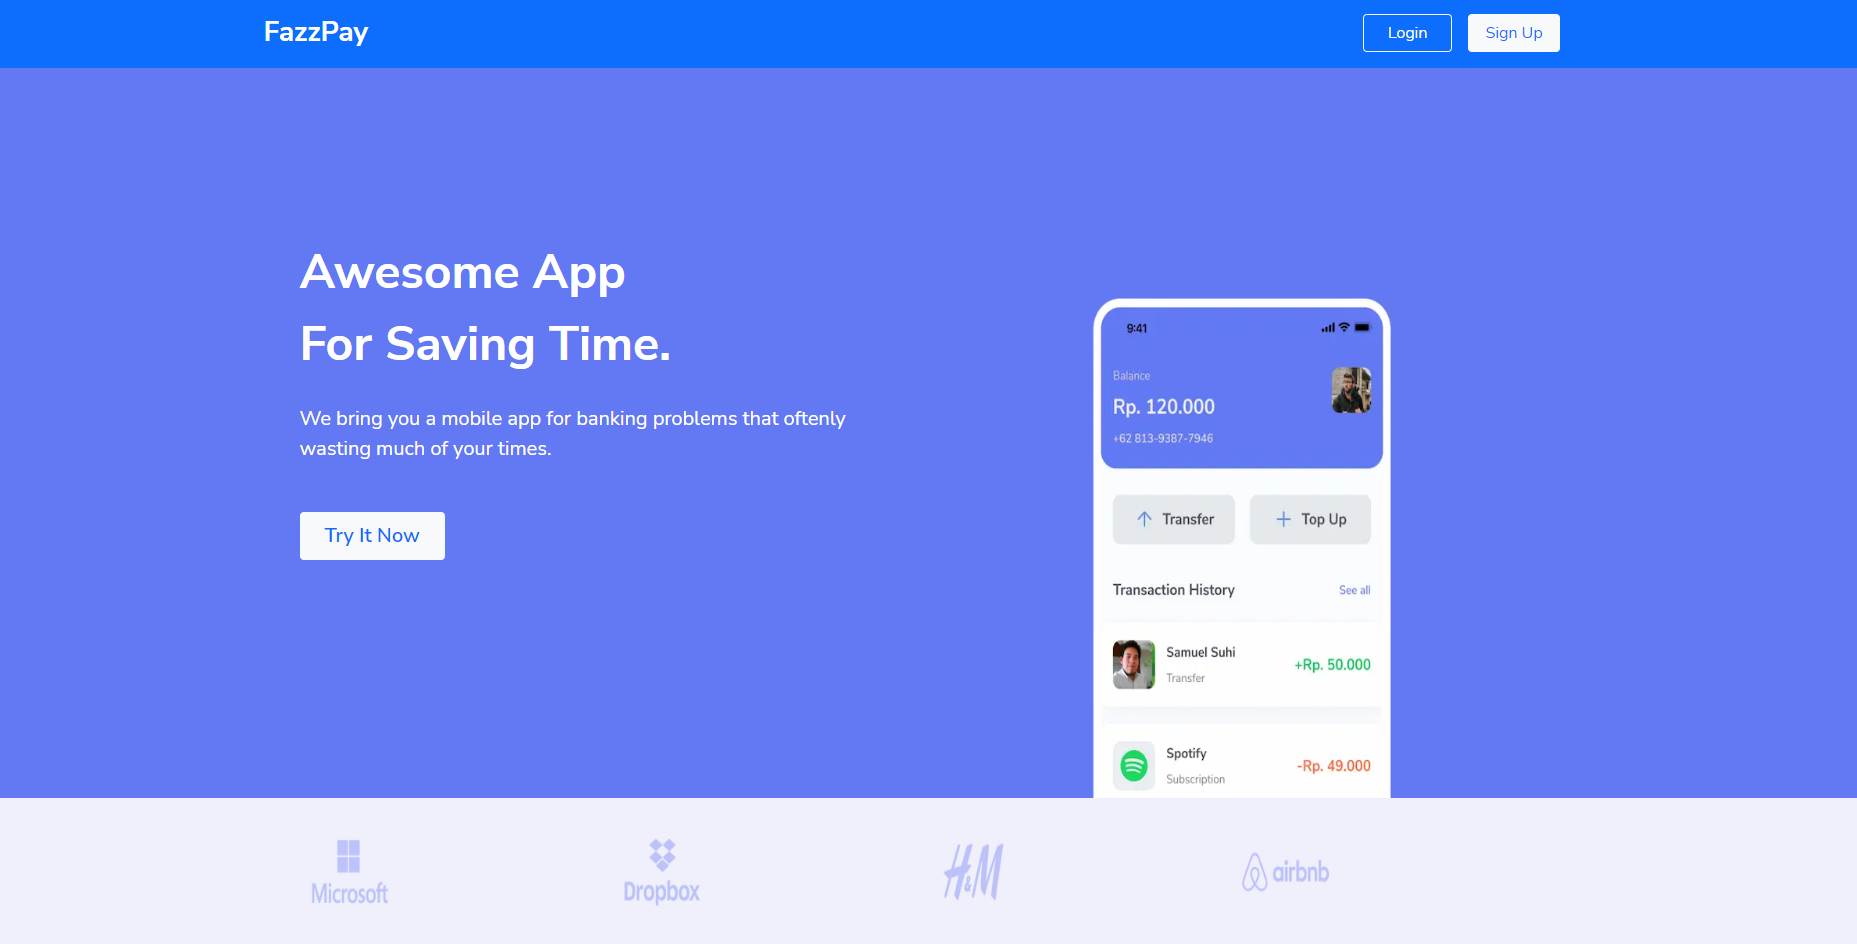 FazzPay
Login
Sign Up
Awesome App
For Saving Time.
We bring you a mobile app for banking problems that oftenly
wasting much of your times.
Try It Now
9:41
Balance
Rp. 120.000
+62 813-9387-7946
Transfer
Top Up
Transaction History
See all
Samuel Suhi
Transfer
+Rp. 50.000
Spotify
Subscription
-Rp. 49.000
Microsoft
Dropbox
H&M
airbnb